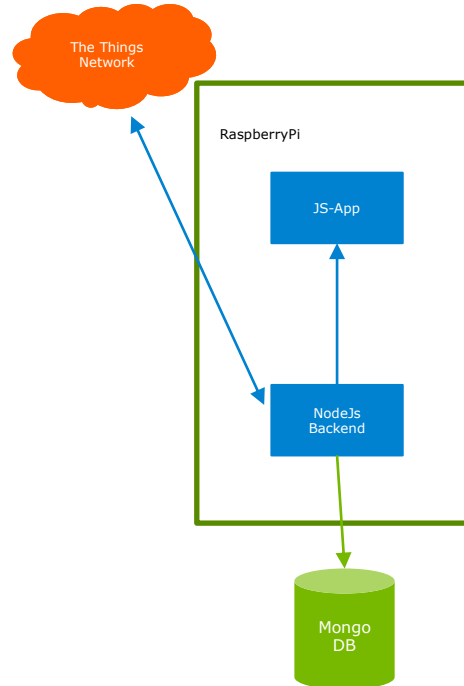 The Things
Network
RaspberryPi
JS-App
NodeJs
Backend
Mongo
DB